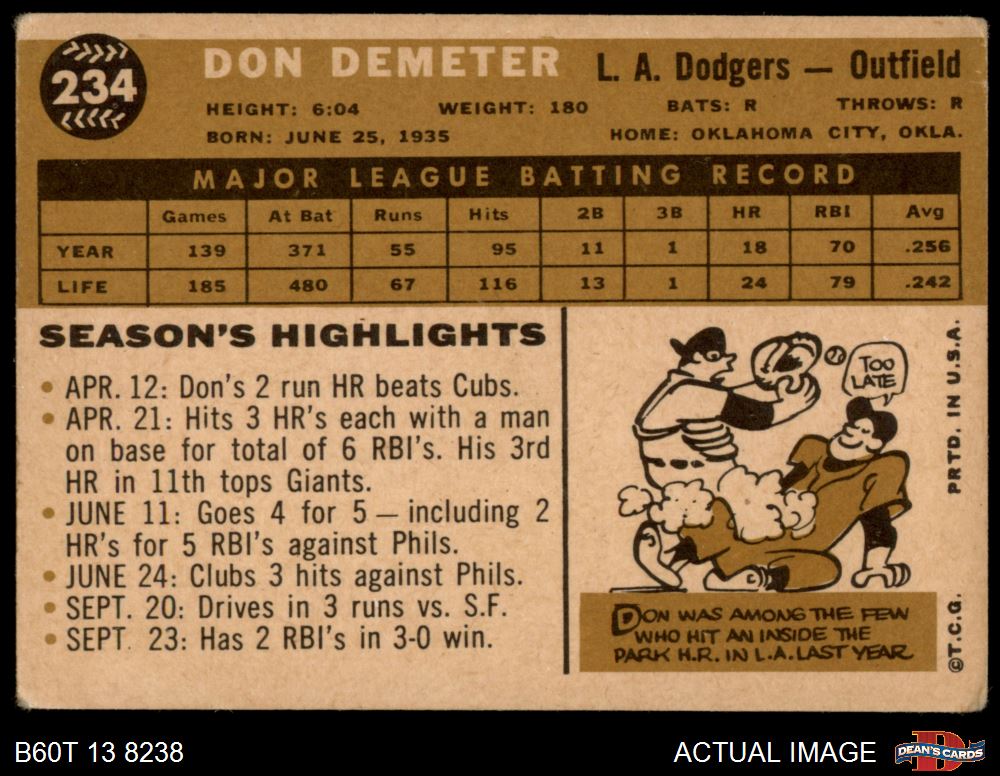 234
DON DEMETER L. A. Dodgers — Outfield
HEIGHT: 6:04 WEIGHT: 180 BATS: R THROWS: R
BORN: JUNE 25, 1935 HOME: OKLAHOMA CITY, OKLA.
MAJOR LEAGUE BATTING RECORD
Games At Bat Runs Hits 2B 3B HR RBI Avg
YEAR 139 371 55 95 11 1 18 70 .256
LIFE 185 480 67 116 13 1 24 79 .242
SEASON'S HIGHLIGHTS
• APR. 12: Don's 2 run HR beats Cubs.
• APR. 21: Hits 3 HR's each with a man
on base for total of 6 RBI's. His 3rd
HR in 11th tops Giants.
• JUNE 11: Goes 4 for 5 — including 2
HR's for 5 RBI's against Phils.
• JUNE 24: Clubs 3 hits against Phils.
• SEPT. 20: Drives in 3 runs vs. S.F.
• SEPT. 23: Has 2 RBI's in 3-0 win.
TOO
LATE
C
DON WAS AMONG THE FEW
WHO HIT AN INSIDE THE
PARK H.R. IN L.A. LAST YEAR
©T.C.G. PRTD. IN U.S.A.
B60T 13 8238 ACTUAL IMAGE
D
DEAN'S CARDS